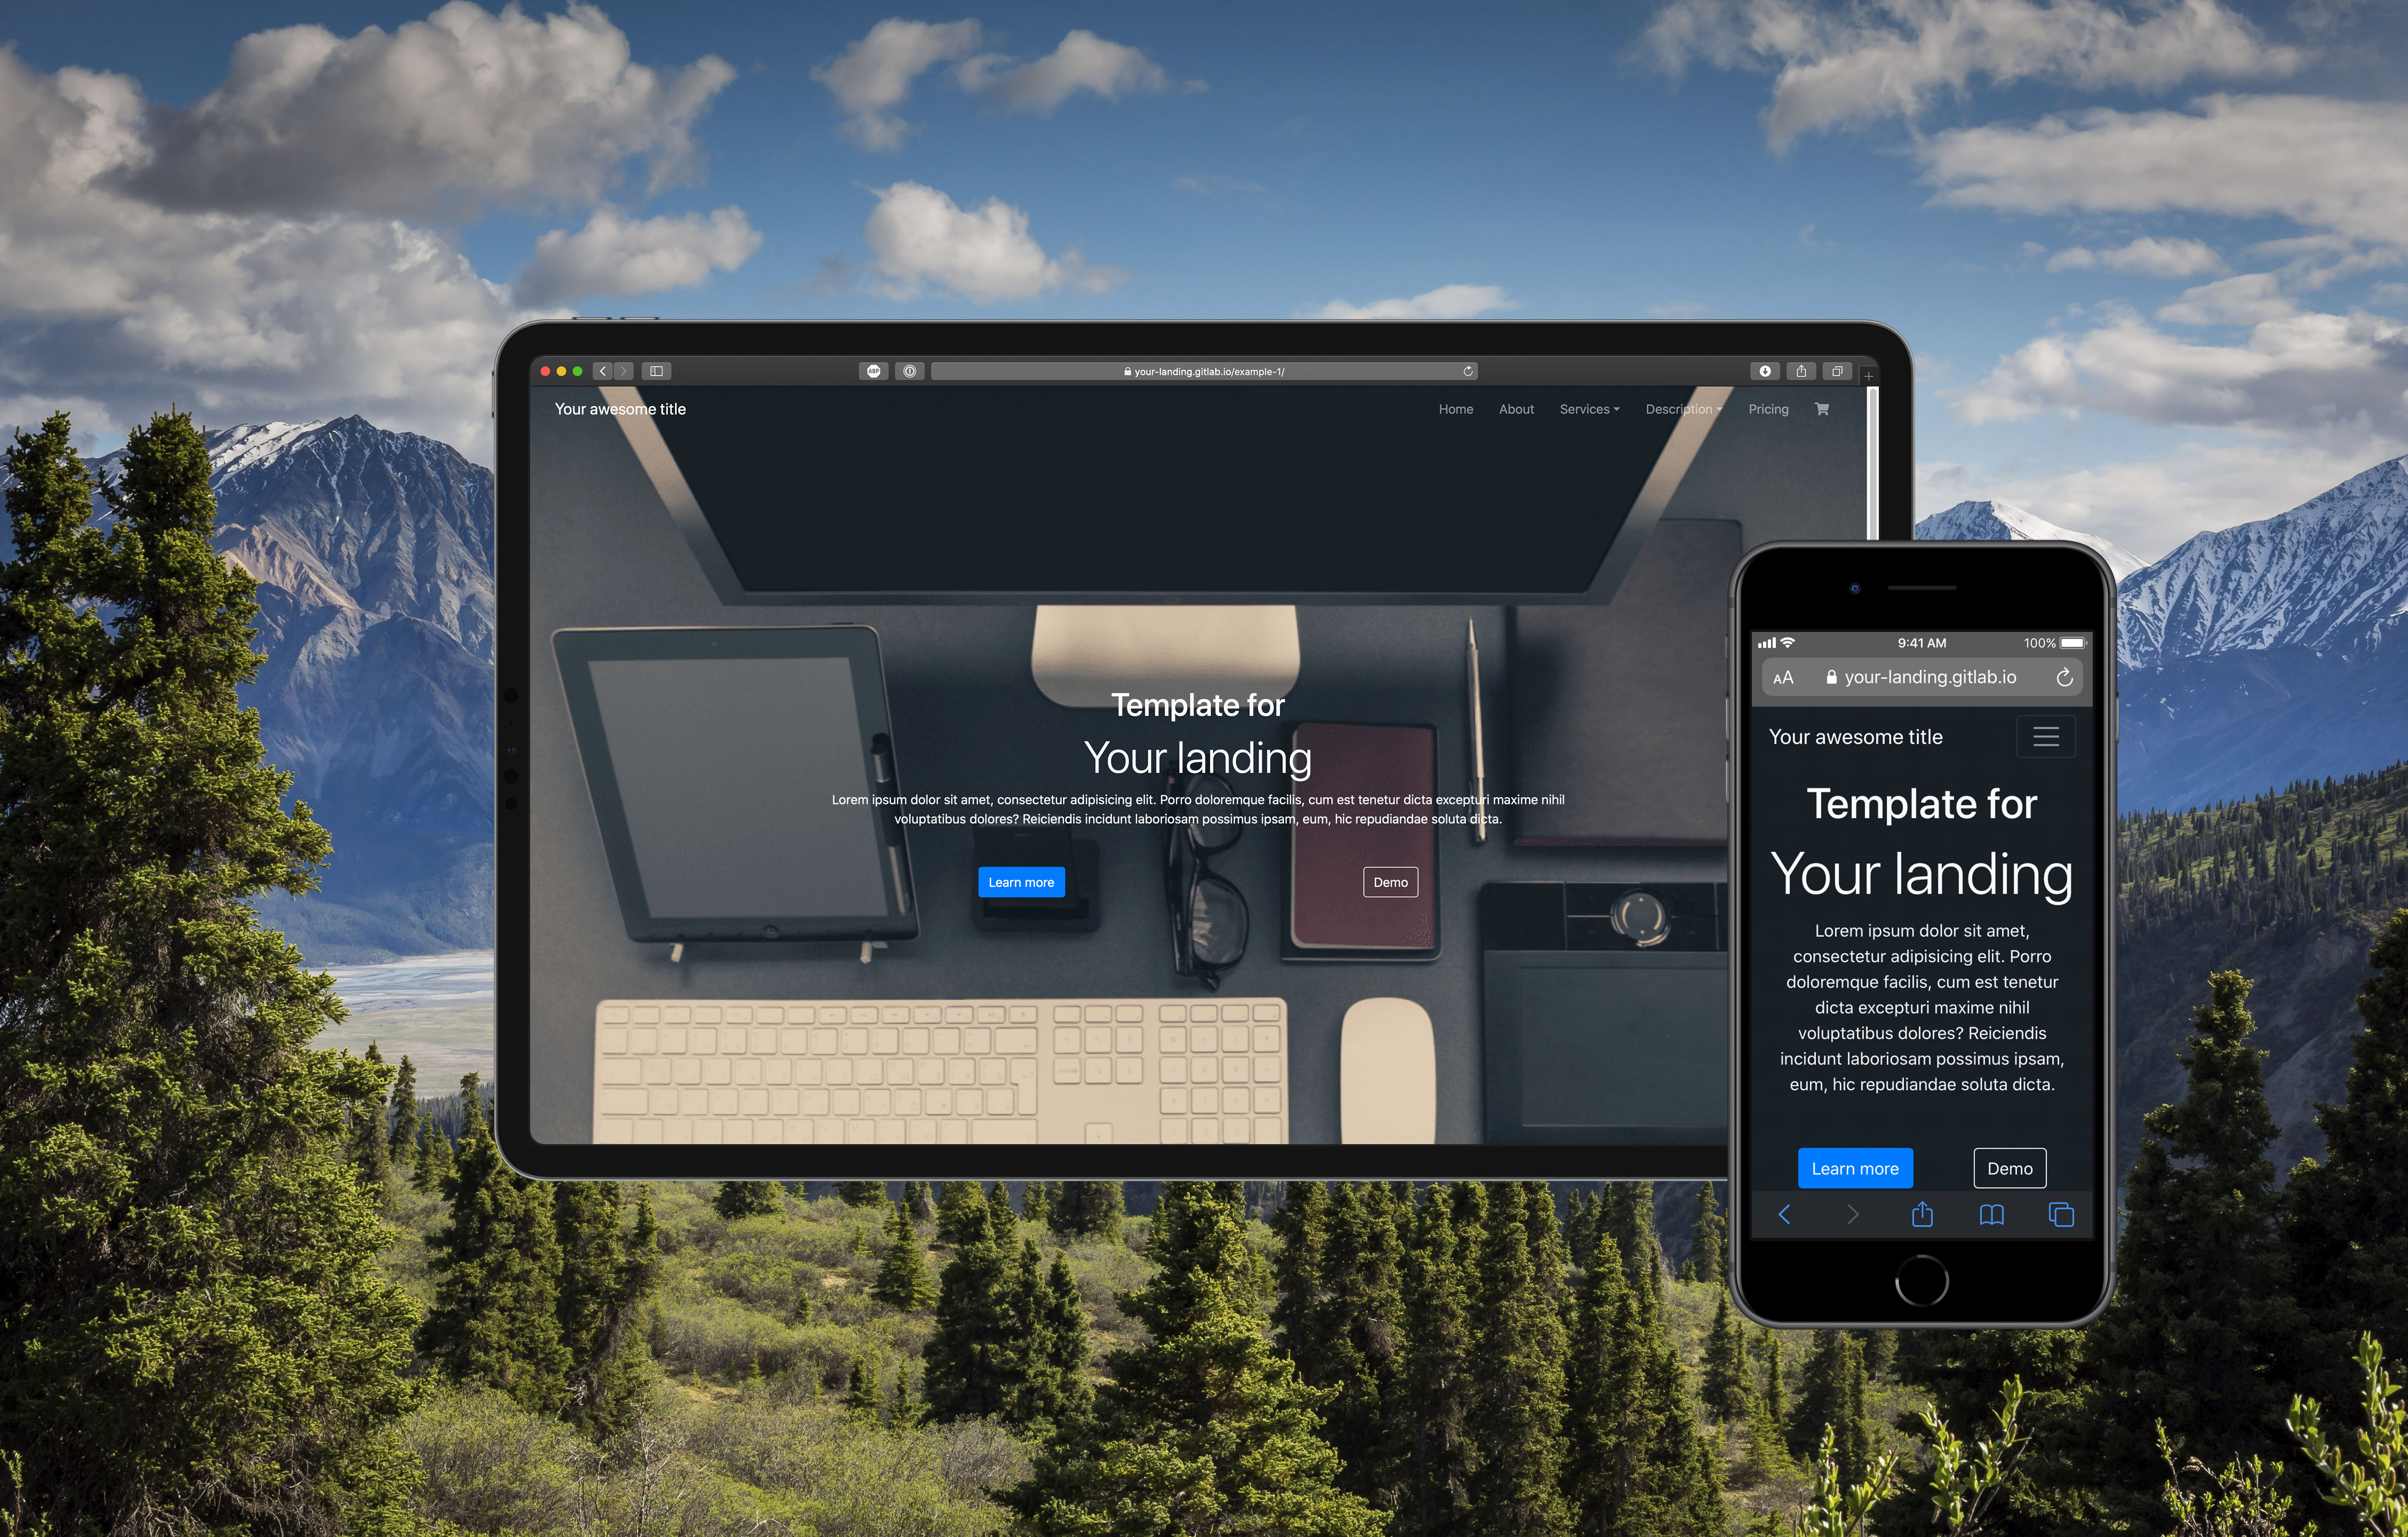 ABP
your-landing.gitlab.io/example-1/
Your awesome title
Home
About
Services
Description
Pricing
Template for
Your landing
Lorem ipsum dolor sit amet, consectetur adipisicing elit. Porro doloremque facilis, cum est tenetur dicta excepturi maxime nihil
voluptatibus dolores? Reiciendis incidunt laboriosam possimus ipsam, eum, hic repudiandae soluta dicta.
Learn more
Demo
9:41 AM
100%
AA
your-landing.gitlab.io
Your awesome title
Template for
Your landing
Lorem ipsum dolor sit amet,
consectetur adipisicing elit. Porro
doloremque facilis, cum est tenetur
dicta excepturi maxime nihil
voluptatibus dolores? Reiciendis
incidunt laboriosam possimus ipsam,
eum, hic repudiandae soluta dicta.
Learn more
Demo